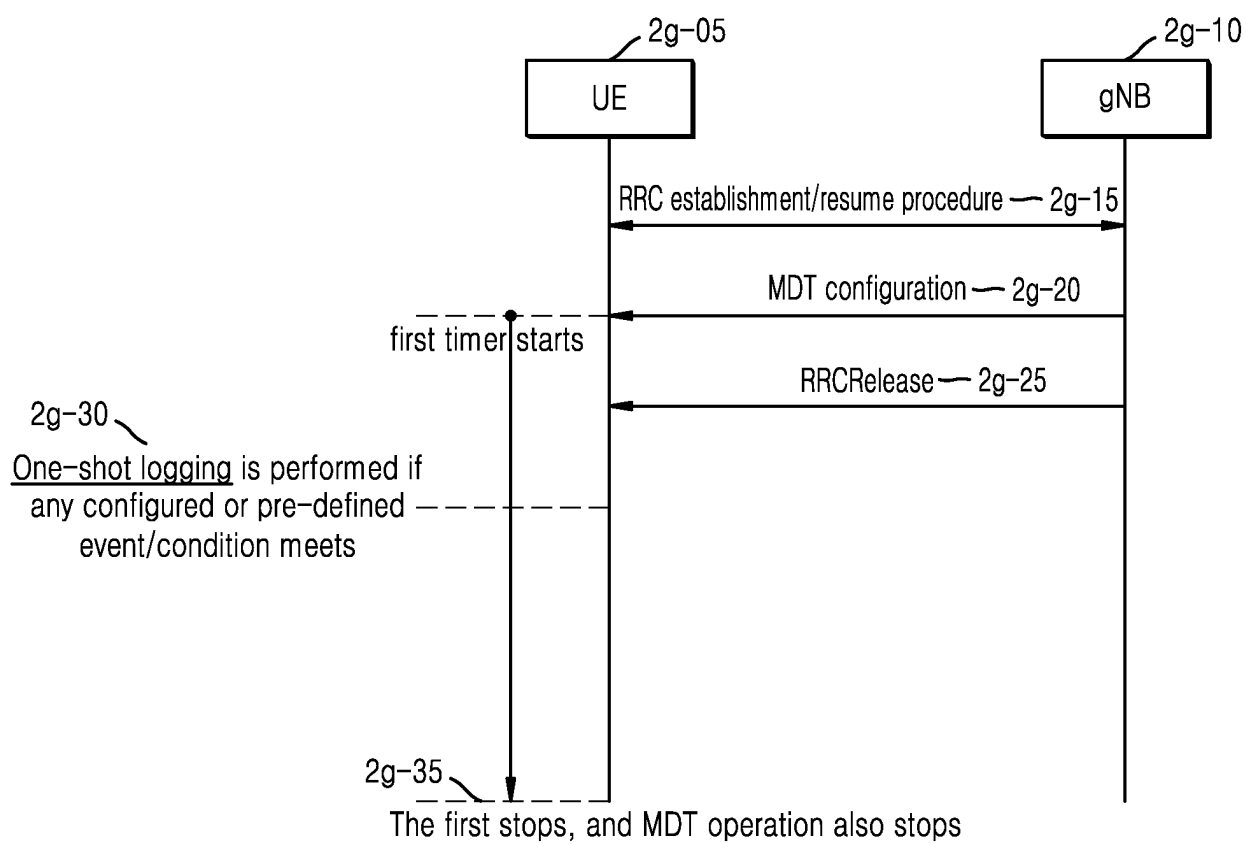 2g-05
2g-10
UE
gNB
RRC establishment/resume procedure 2g-15
MDT configuration 2g-20
first timer starts
RRCRelease 2g-25
2g-30
One-shot logging is performed if
any configured or pre-defined
event/condition meets
2g-35
The first stops, and MDT operation also stops